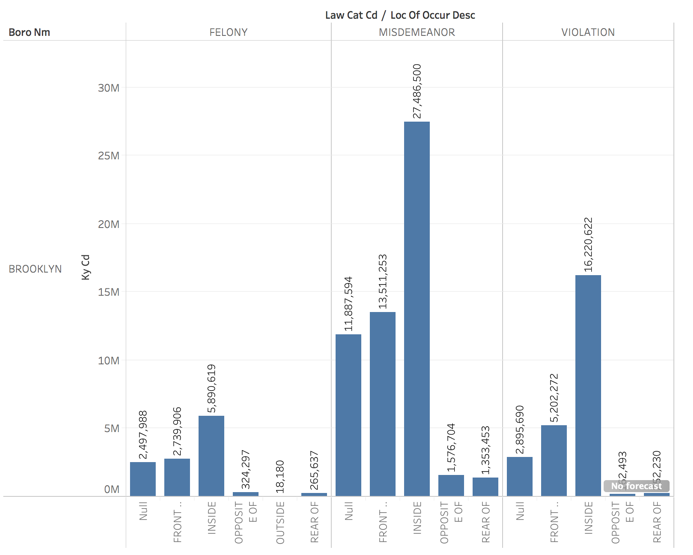 Law Cat Cd / Loc Of Occur Desc
Boro Nm
FELONY
MISDEMEANOR
VIOLATION
BROOKLYN
Ky Cd
30M
25M
20M
15M
10M
5M
0M
2,497,988
2,739,906
5,890,619
324,297
18,180
265,637
11,887,594
13,511,253
27,486,500
1,576,704
1,353,453
2,895,690
5,202,272
16,220,622
No forecast
Null
FRONT ..
INSIDE
OPPOSIT
E OF
OUTSIDE
REAR OF
Null
FRONT ..
INSIDE
OPPOSIT
E OF
REAR OF
Null
FRONT ..
INSIDE
OPPOSIT
E OF
REAR OF